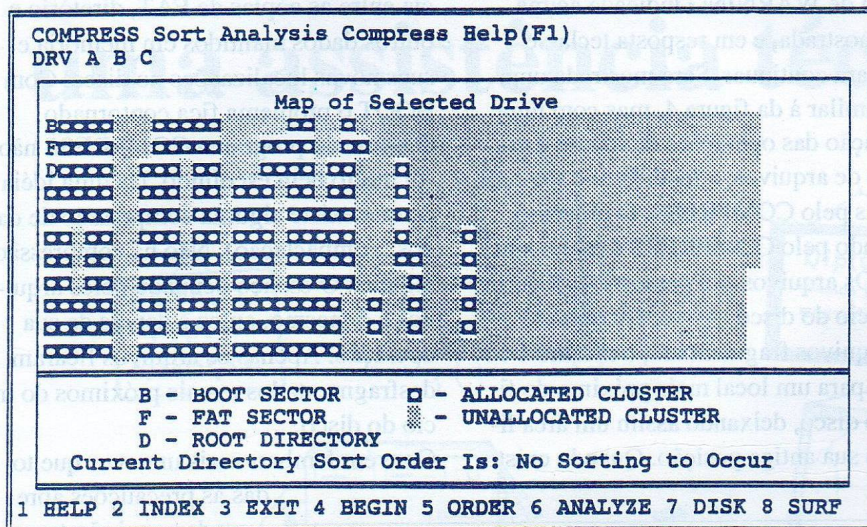 COMPRESS Sort Analysis Compress Help(F1)
DRV A B C
Map of Selected Drive
B
F
D
B - BOOT SECTOR
◘ - ALLOCATED CLUSTER
F - FAT SECTOR
▒ - UNALLOCATED CLUSTER
D - ROOT DIRECTORY
Current Directory Sort Order Is: No Sorting to Occur
1 HELP 2 INDEX 3 EXIT 4 BEGIN 5 ORDER 6 ANALYZE 7 DISK 8 SURF